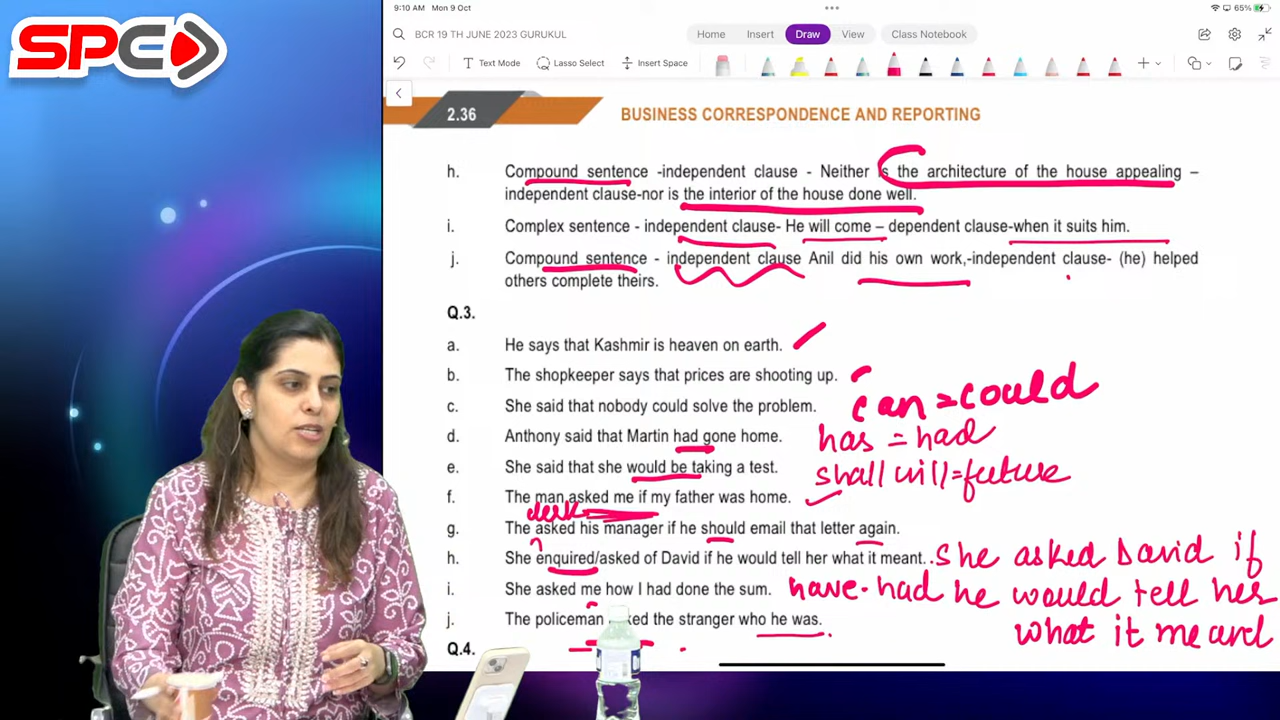 9:10 AM Mon 9 Oct
65%
SPC
BCR 19 TH JUNE 2023 GURUKUL
Home Insert Draw View Class Notebook
Text Mode Lasso Select Insert Space
2.36 BUSINESS CORRESPONDENCE AND REPORTING
h. Compound sentence -independent clause - Neither is the architecture of the house appealing –
independent clause-nor is the interior of the house done well.
i. Complex sentence - independent clause- He will come – dependent clause-when it suits him.
j. Compound sentence - independent clause Anil did his own work,-independent clause- (he) helped
others complete theirs.
Q.3.
a. He says that Kashmir is heaven on earth.
b. The shopkeeper says that prices are shooting up.
c. She said that nobody could solve the problem. can=could
d. Anthony said that Martin had gone home. has = had
e. She said that she would be taking a test. shall will=future
f. The man asked me if my father was home.
clerk
g. The asked his manager if he should email that letter again.
h. She enquired/asked of David if he would tell her what it meant. She asked David if
i. She asked me how I had done the sum. have - had he would tell her
j. The policeman the stranger who he was. what it meant
Q.4.